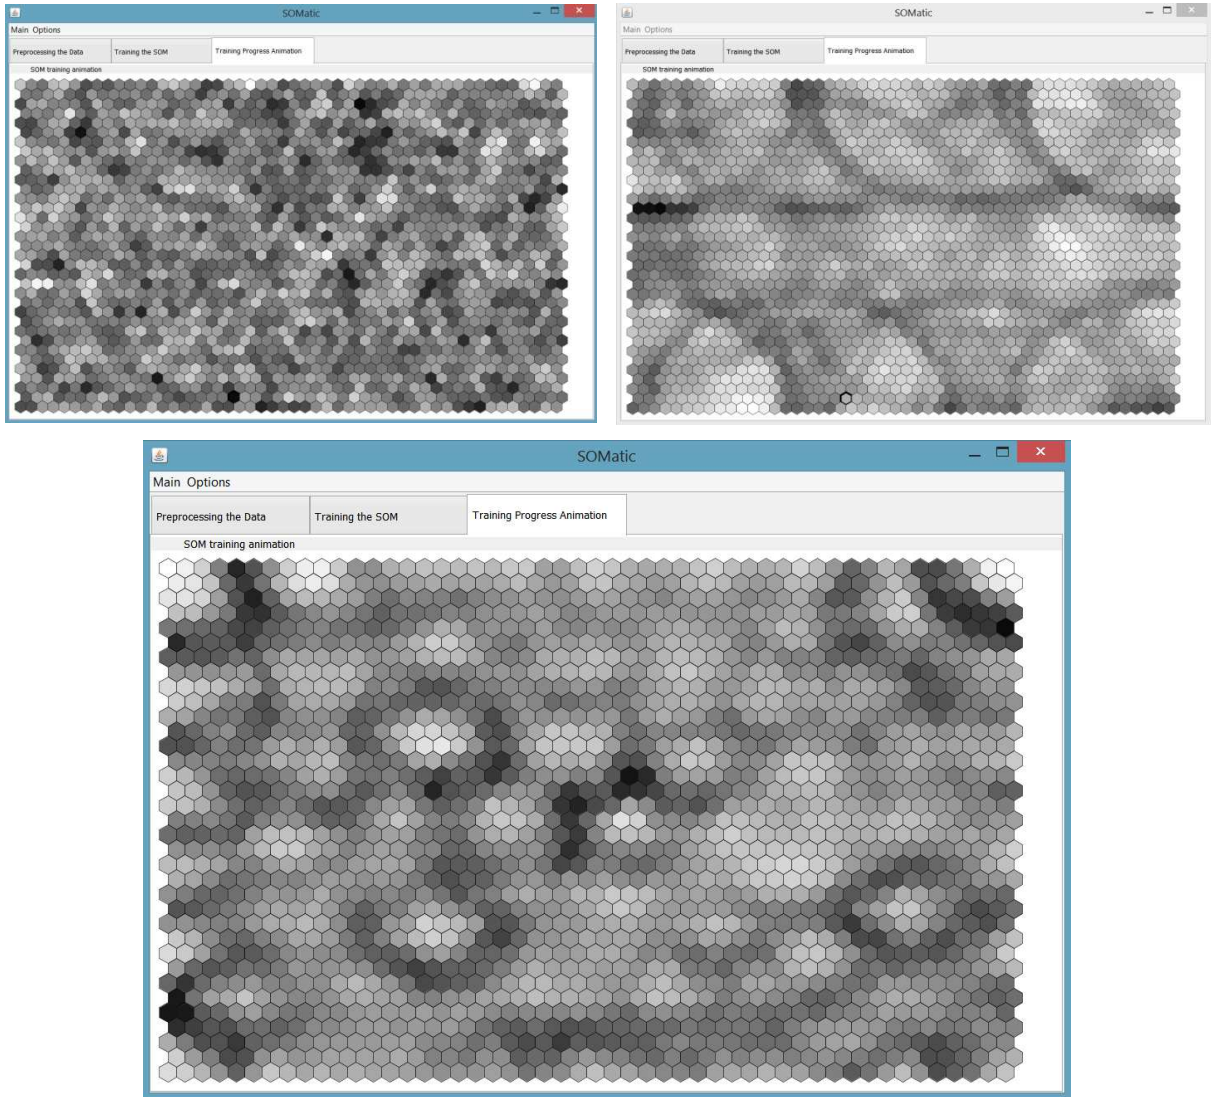 SOMatic
Main Options
Preprocessing the Data
Training the SOM
Training Progress Animation
SOM training animation
SOMatic
Main Options
Preprocessing the Data
Training the SOM
Training Progress Animation
SOM training animation
SOMatic
Main Options
Preprocessing the Data
Training the SOM
Training Progress Animation
SOM training animation